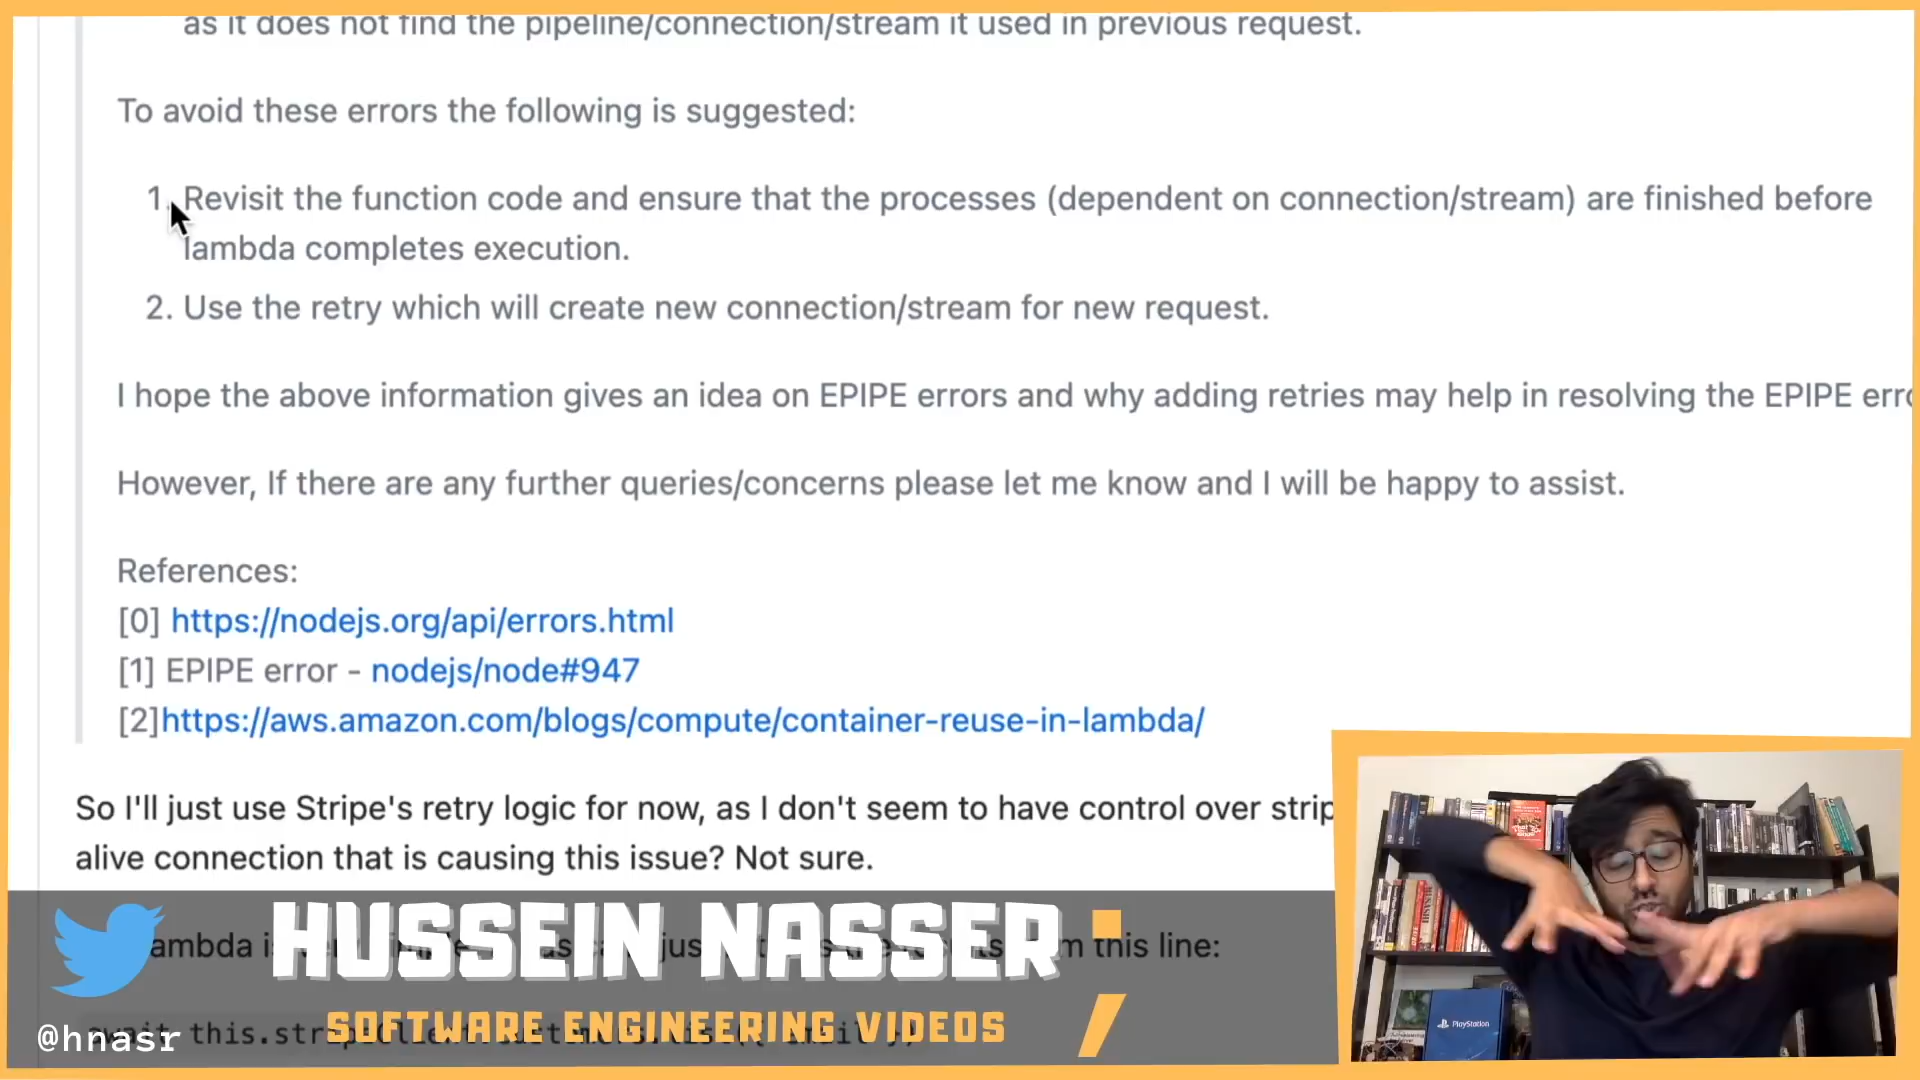 as it does not find the pipeline/connection/stream it used in previous request.
To avoid these errors the following is suggested:
1. Revisit the function code and ensure that the processes (dependent on connection/stream) are finished before
lambda completes execution.
2. Use the retry which will create new connection/stream for new request.
I hope the above information gives an idea on EPIPE errors and why adding retries may help in resolving the EPIPE erro
However, If there are any further queries/concerns please let me know and I will be happy to assist.
References:
[0] https://nodejs.org/api/errors.html
[1] EPIPE error - nodejs/node#947
[2]https://aws.amazon.com/blogs/compute/container-reuse-in-lambda/
So I'll just use Stripe's retry logic for now, as I don't seem to have control over strip
alive connection that is causing this issue? Not sure.
this line:
HUSSEIN NASSER ;
SOFTWARE ENGINEERING VIDEOS
@hnasr
PlayStation